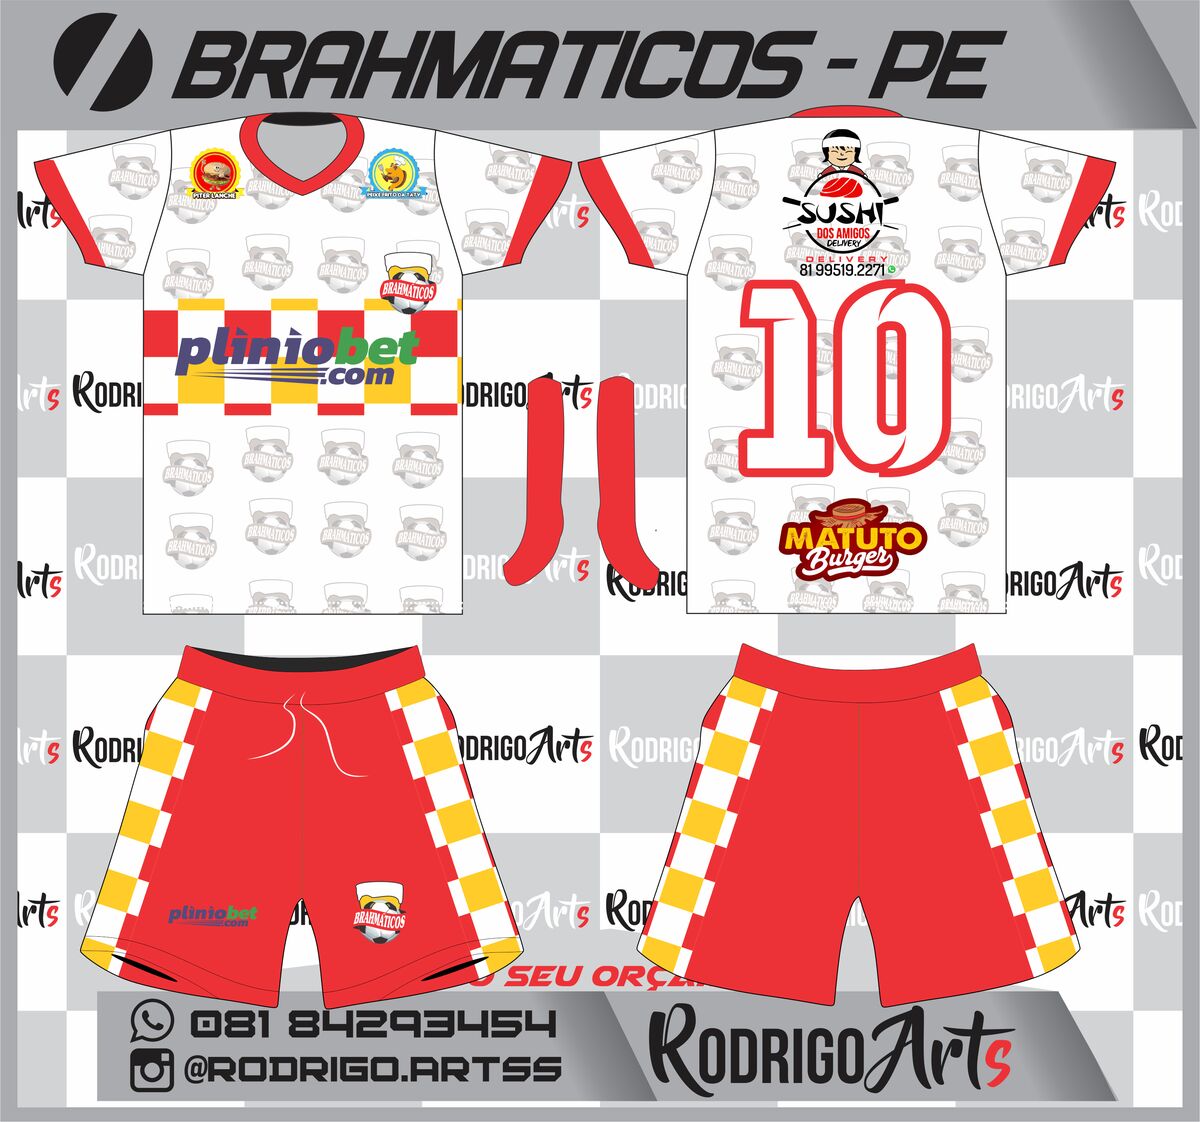 BRAHMATICOS - PE
PITER LANCHE
PEIXE FRITO DA TATY
BRAHMATICOS
pliniobet
.com
SUSHI
DOS AMIGOS
DELIVERY
DELIVERY
81 99519.2271
10
MATUTO
Burger
RODRIGOArts
pliniobet
.com
BRAHMATICOS
O SEU ORÇA
081 84293454
@RODRIGO.ARTSS
RODRIGOArts